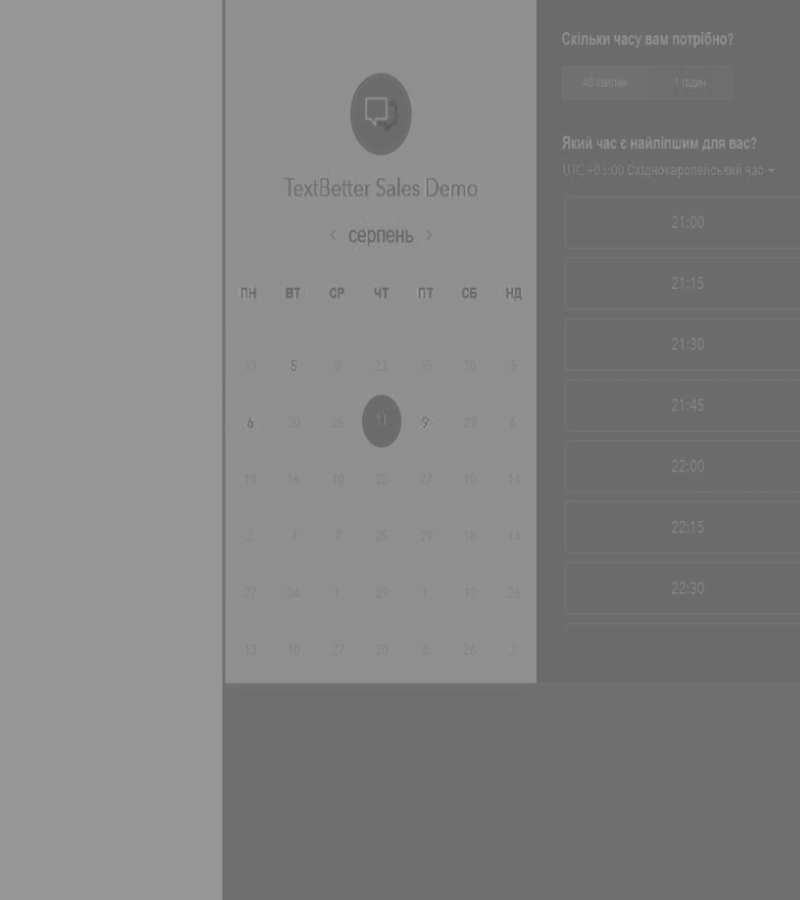 TextBetter Sales Demo
серпень
ПН ВТ СР ЧТ ПТ СБ НД
13 5 8 23 15 30 5
6 20 26 11 9 29 6
19 16 10 28 27 10 14
2 7 7 25 29 18 14
27 24 1 29 1 12 26
13 10 27 20 8 26 2
Скільки часу вам потрібно?
40 хвилин 1 годин
Який час є найліпшим для вас?
UTC +03:00 Східноєвропейський час
21:00
21:15
21:30
21:45
22:00
22:15
22:30